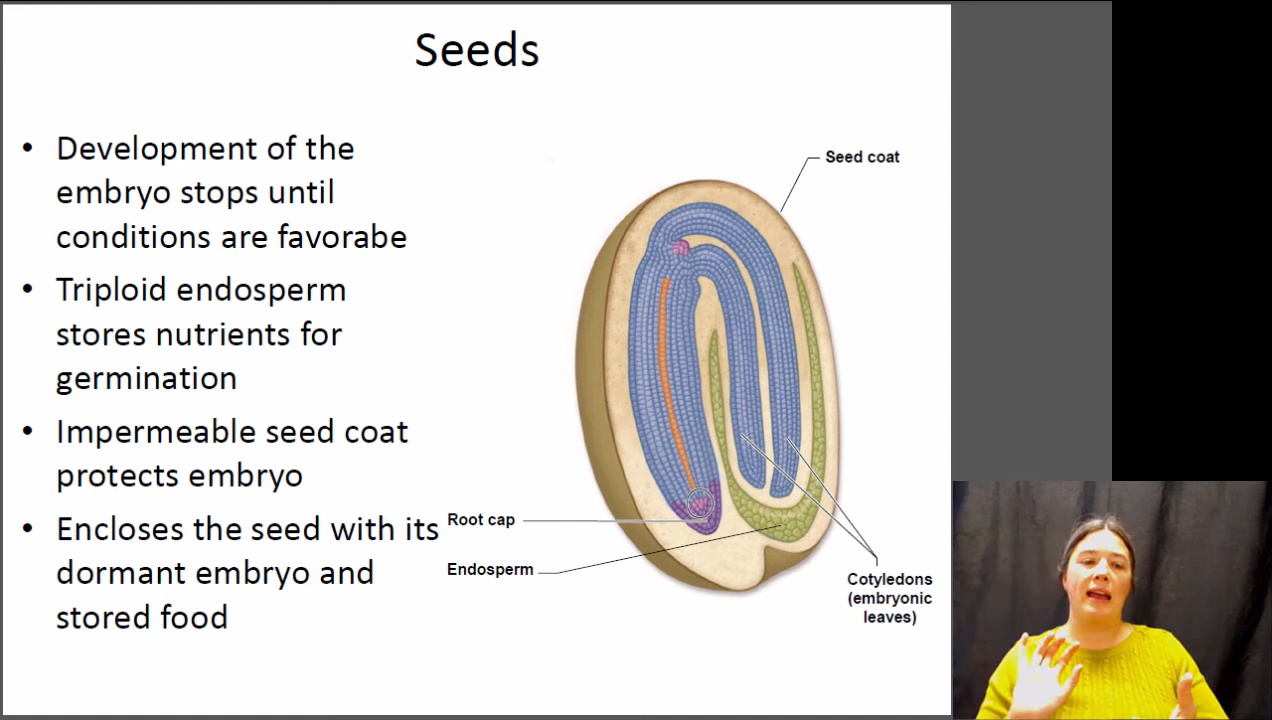 Seeds
• Development of the
embryo stops until
conditions are favorabe
• Triploid endosperm
stores nutrients for
germination
• Impermeable seed coat
protects embryo
• Encloses the seed with its
dormant embryo and
stored food
Seed coat
Root cap
Endosperm
Cotyledons
(embryonic
leaves)